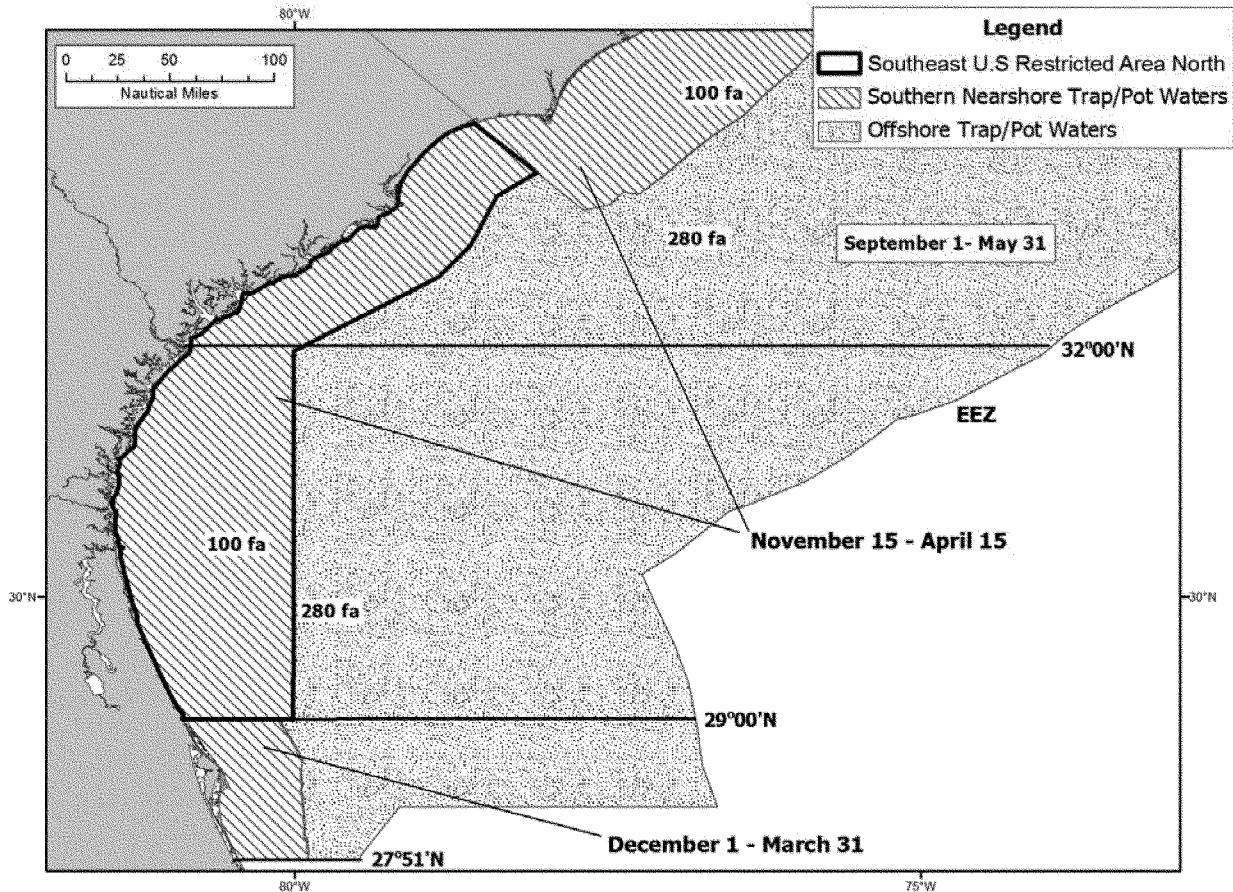 80°W
0 25 50 100
Nautical Miles
Legend
Southeast U.S Restricted Area North
Southern Nearshore Trap/Pot Waters
Offshore Trap/Pot Waters
100 fa
280 fa
September 1- May 31
32°00'N
EEZ
November 15 - April 15
100 fa
280 fa
30°N
30°N
29°00'N
December 1 - March 31
27°51'N
80°W
75°W